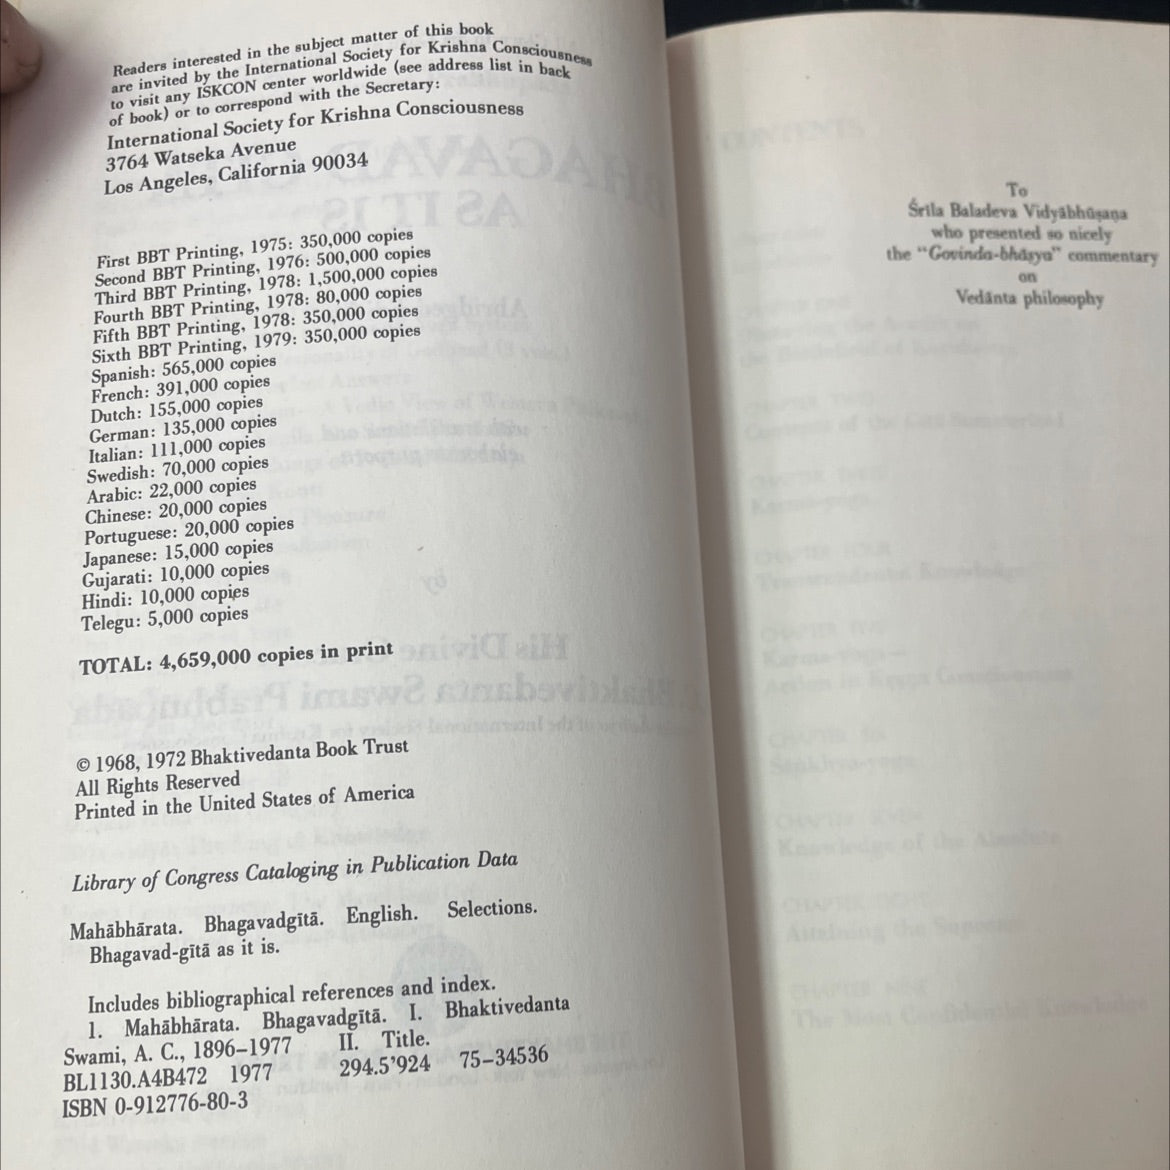 Readers interested in the subject matter of this book
are invited by the International Society for Krishna Consciousness
to visit any ISKCON center worldwide (see address list in back
of book) or to correspond with the Secretary:
International Society for Krishna Consciousness
3764 Watseka Avenue
Los Angeles, California 90034
First BBT Printing, 1975: 350,000 copies
Second BBT Printing, 1976: 500,000 copies
Third BBT Printing, 1978: 1,500,000 copies
Fourth BBT Printing, 1978: 80,000 copies
Fifth BBT Printing, 1978: 350,000 copies
Sixth BBT Printing, 1979: 350,000 copies
Spanish: 565,000 copies
French: 391,000 copies
Dutch: 155,000 copies
German: 135,000 copies
Italian: 111,000 copies
Swedish: 70,000 copies
Arabic: 22,000 copies
Chinese: 20,000 copies
Portuguese: 20,000 copies
Japanese: 15,000 copies
Gujarati: 10,000 copies
Hindi: 10,000 copies
Telegu: 5,000 copies
TOTAL: 4,659,000 copies in print
© 1968, 1972 Bhaktivedanta Book Trust
All Rights Reserved
Printed in the United States of America
Library of Congress Cataloging in Publication Data
Mahābhārata. Bhagavadgītā. English. Selections.
Bhagavad-gītā as it is.
Includes bibliographical references and index.
1. Mahābhārata. Bhagavadgītā. I. Bhaktivedanta
Swami, A. C., 1896–1977 II. Title.
BL1130.A4B472 1977 294.5'924 75–34536
ISBN 0-912776-80-3
To
Śrīla Baladeva Vidyābhūṣaṇa
who presented so nicely
the "Govinda-bhāṣya" commentary
on
Vedānta philosophy